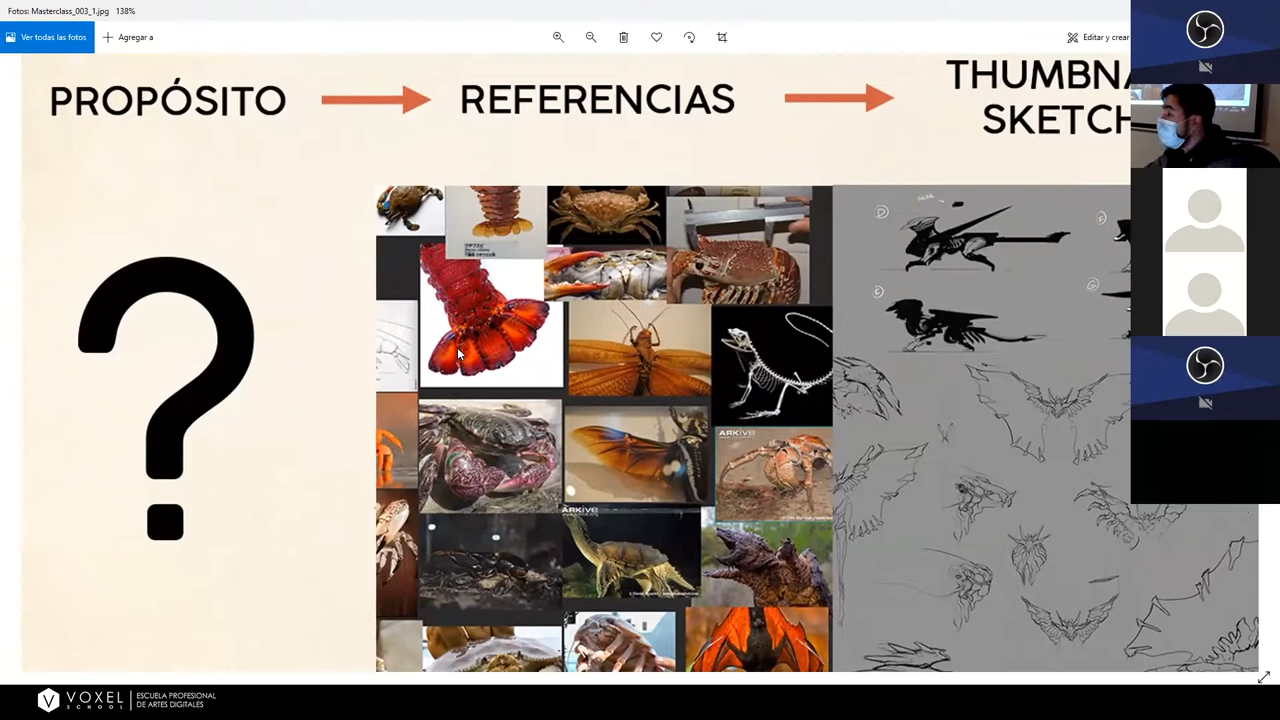 Fotos: Masterclass_003_1.jpg 138%
Ver todas las fotos
Agregar a
Editar y crear
PROPÓSITO
REFERENCIAS
THUMBNA
SKETCH
D
E
G
ARKIVE
ARKIVE
VOXEL
SCHOOL
ESCUELA PROFESIONAL
DE ARTES DIGITALES